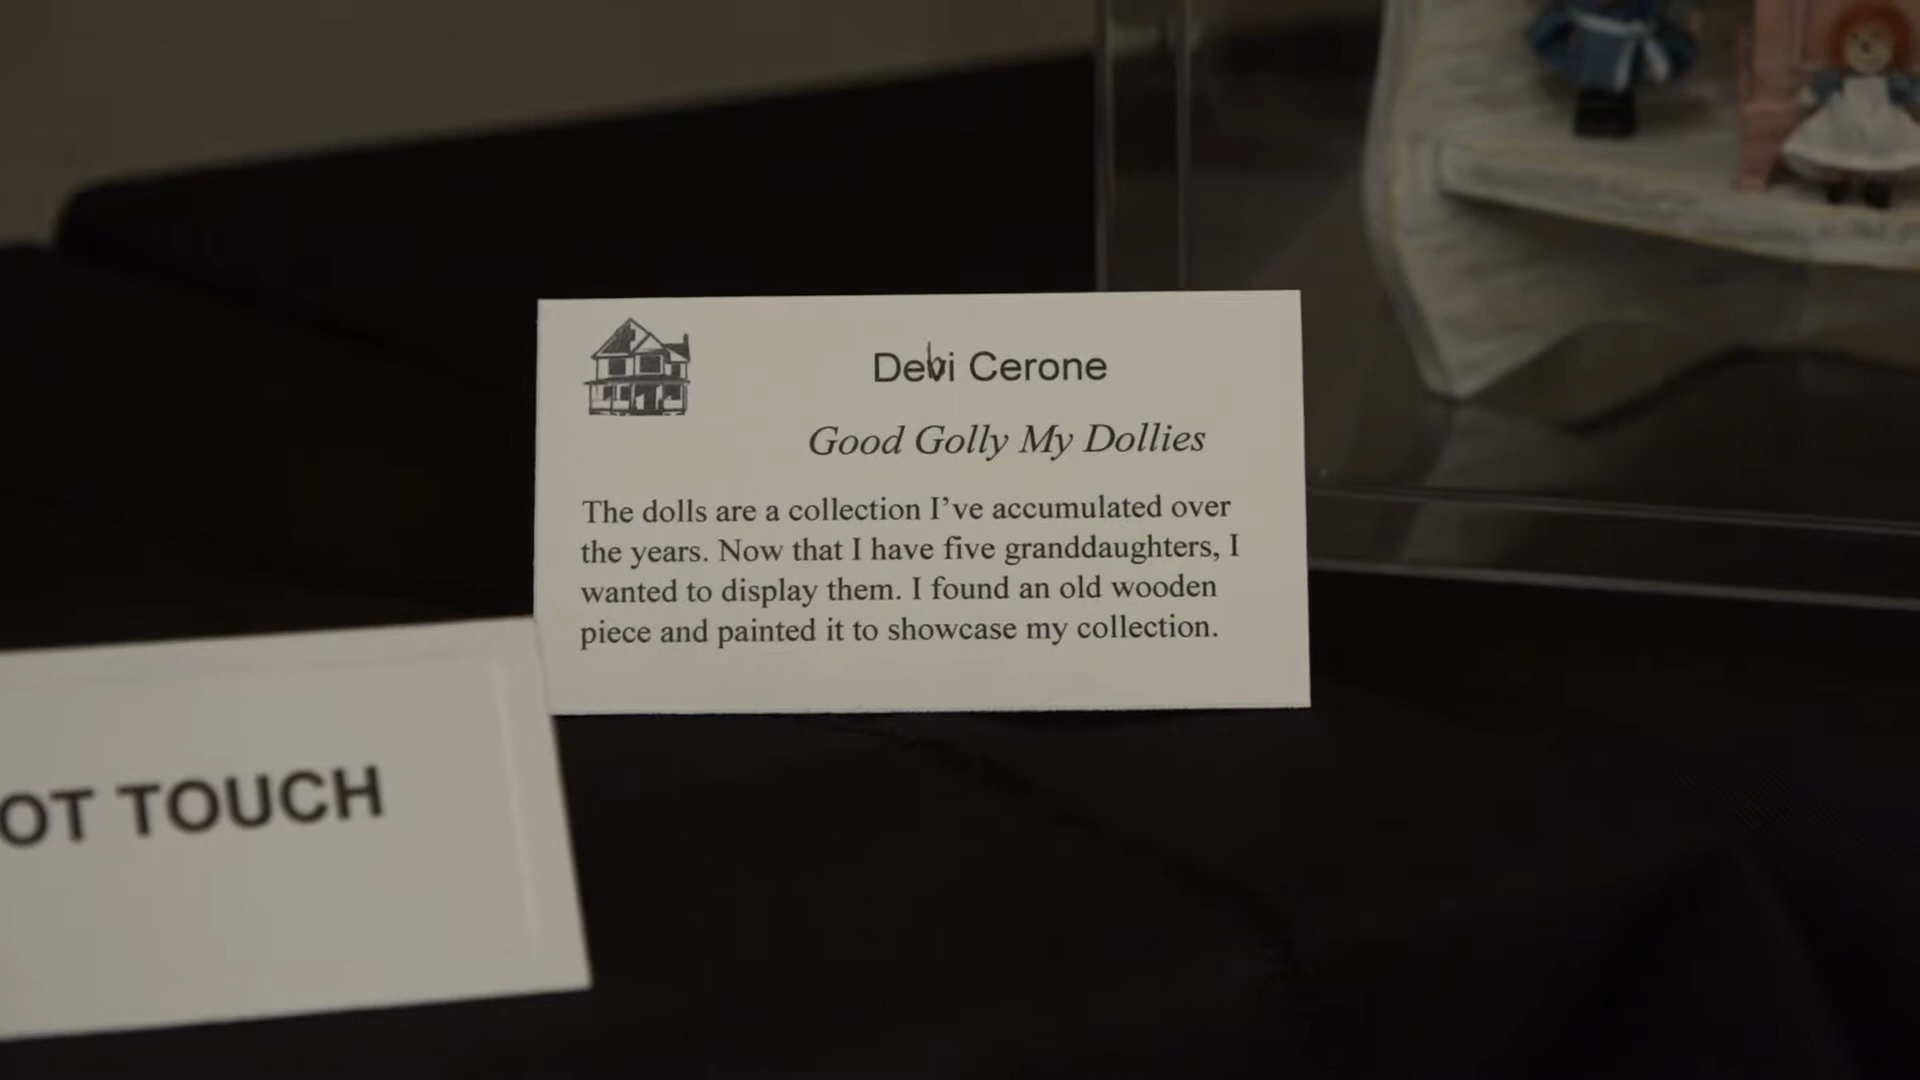 Debi Cerone
Good Golly My Dollies
The dolls are a collection I’ve accumulated over
the years. Now that I have five granddaughters, I
wanted to display them. I found an old wooden
piece and painted it to showcase my collection.
OT TOUCH